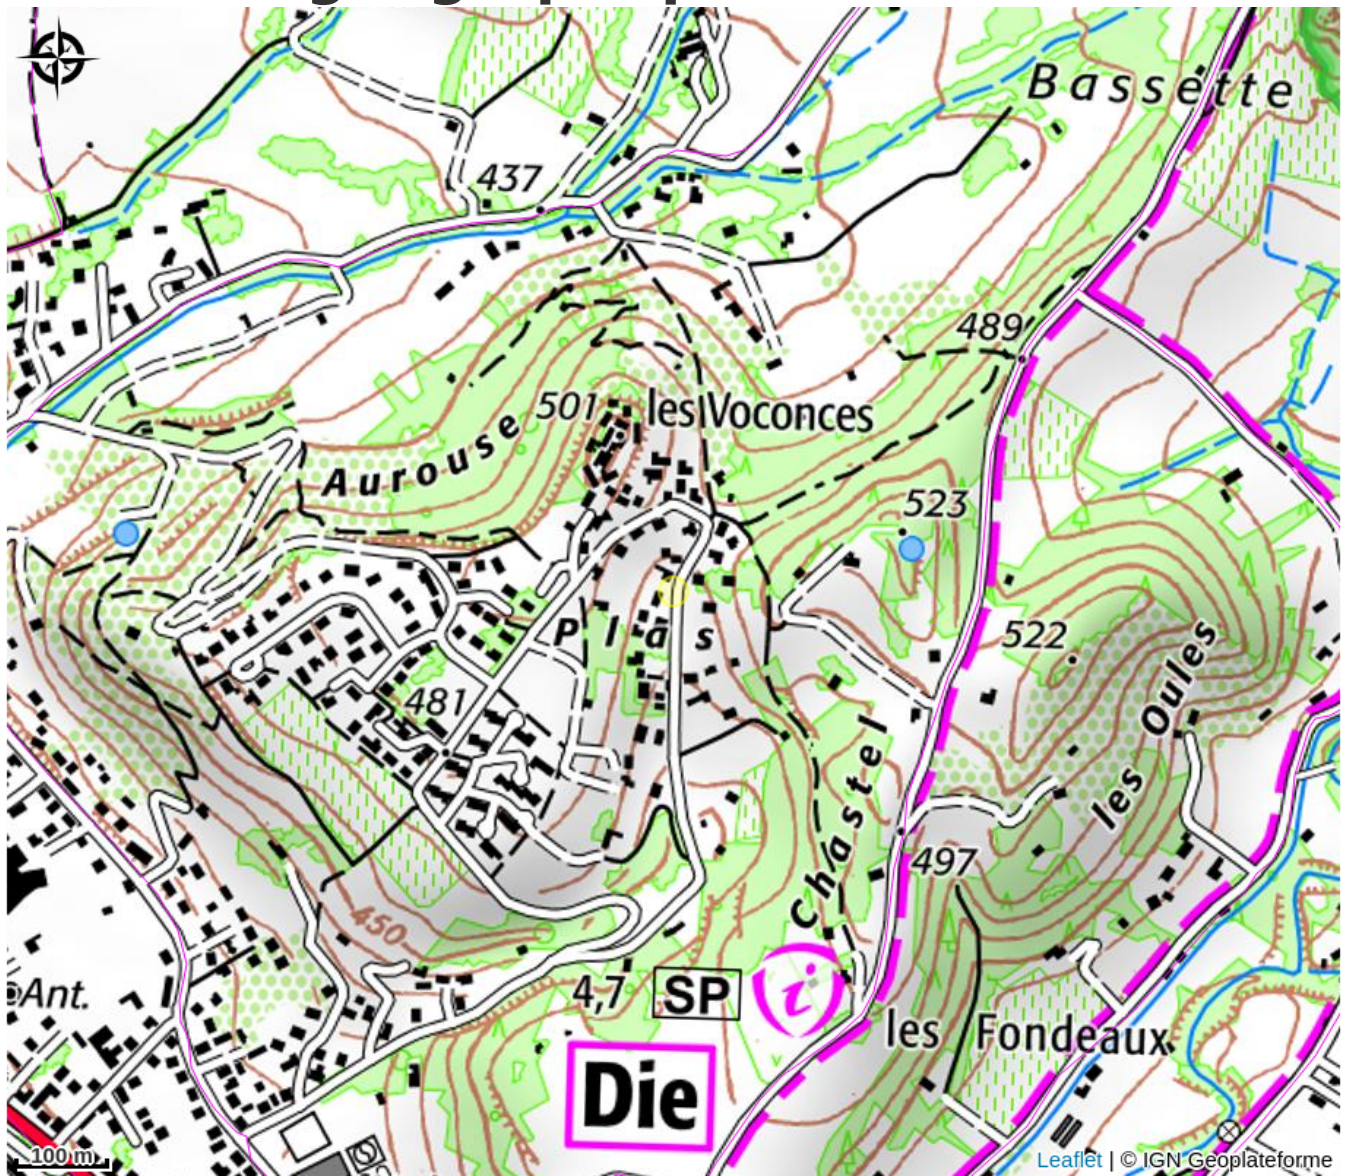 Bassette
437
489
501
les Voconces
Aurouse
523
Plas
522
les Oules
481
Chastel
497
450
Ant.
4,7
SP
i
les Fondeaux
Die
100 m
Leaflet | © IGN Geoplateforme